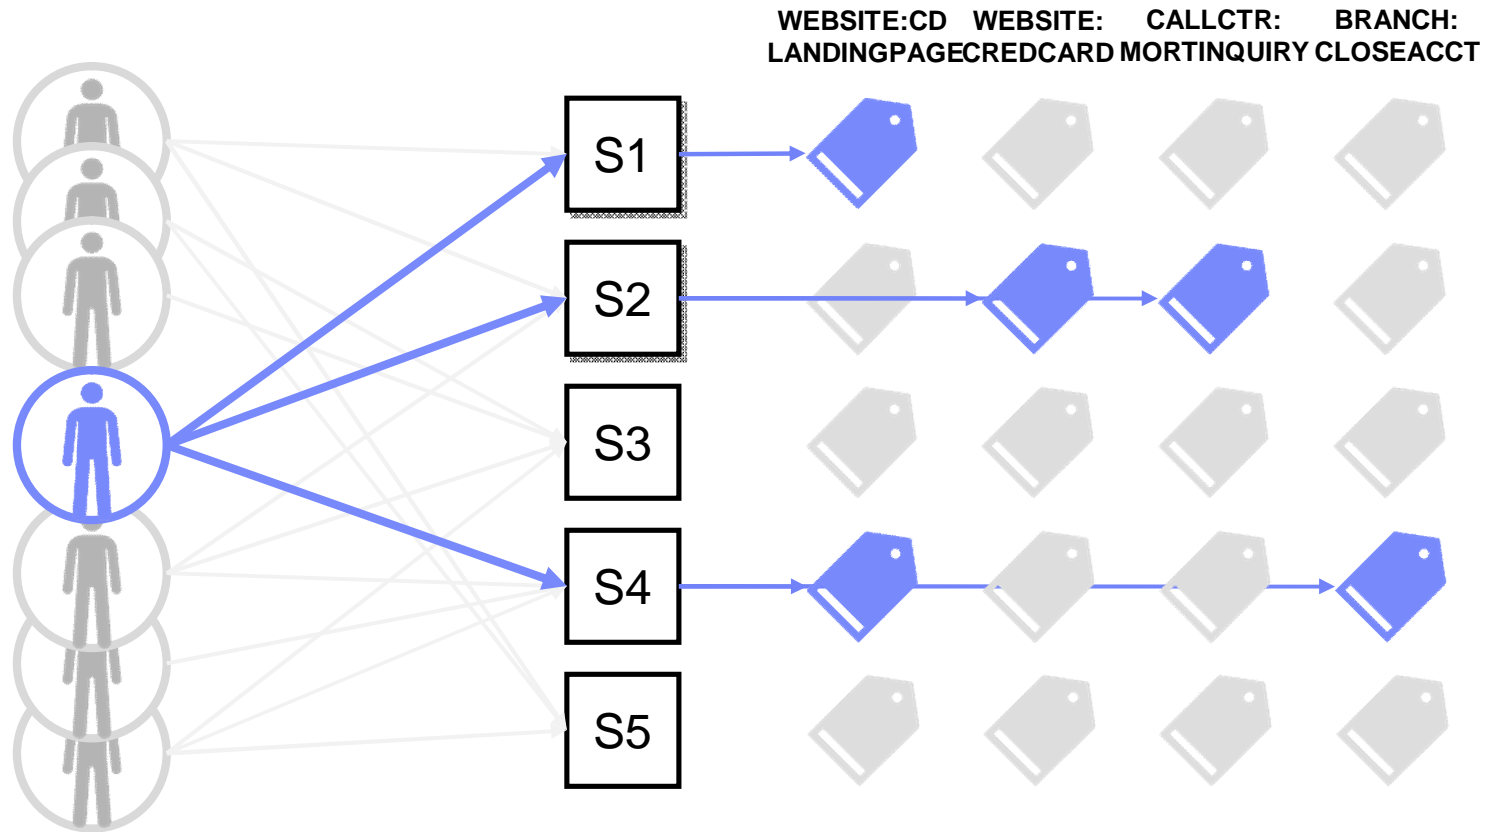 WEBSITE:CD WEBSITE: CALLCTR: BRANCH:
LANDINGPAGE CREDCARD MORTINQUIRY CLOSEACCT
S1
S2
S3
S4
S5